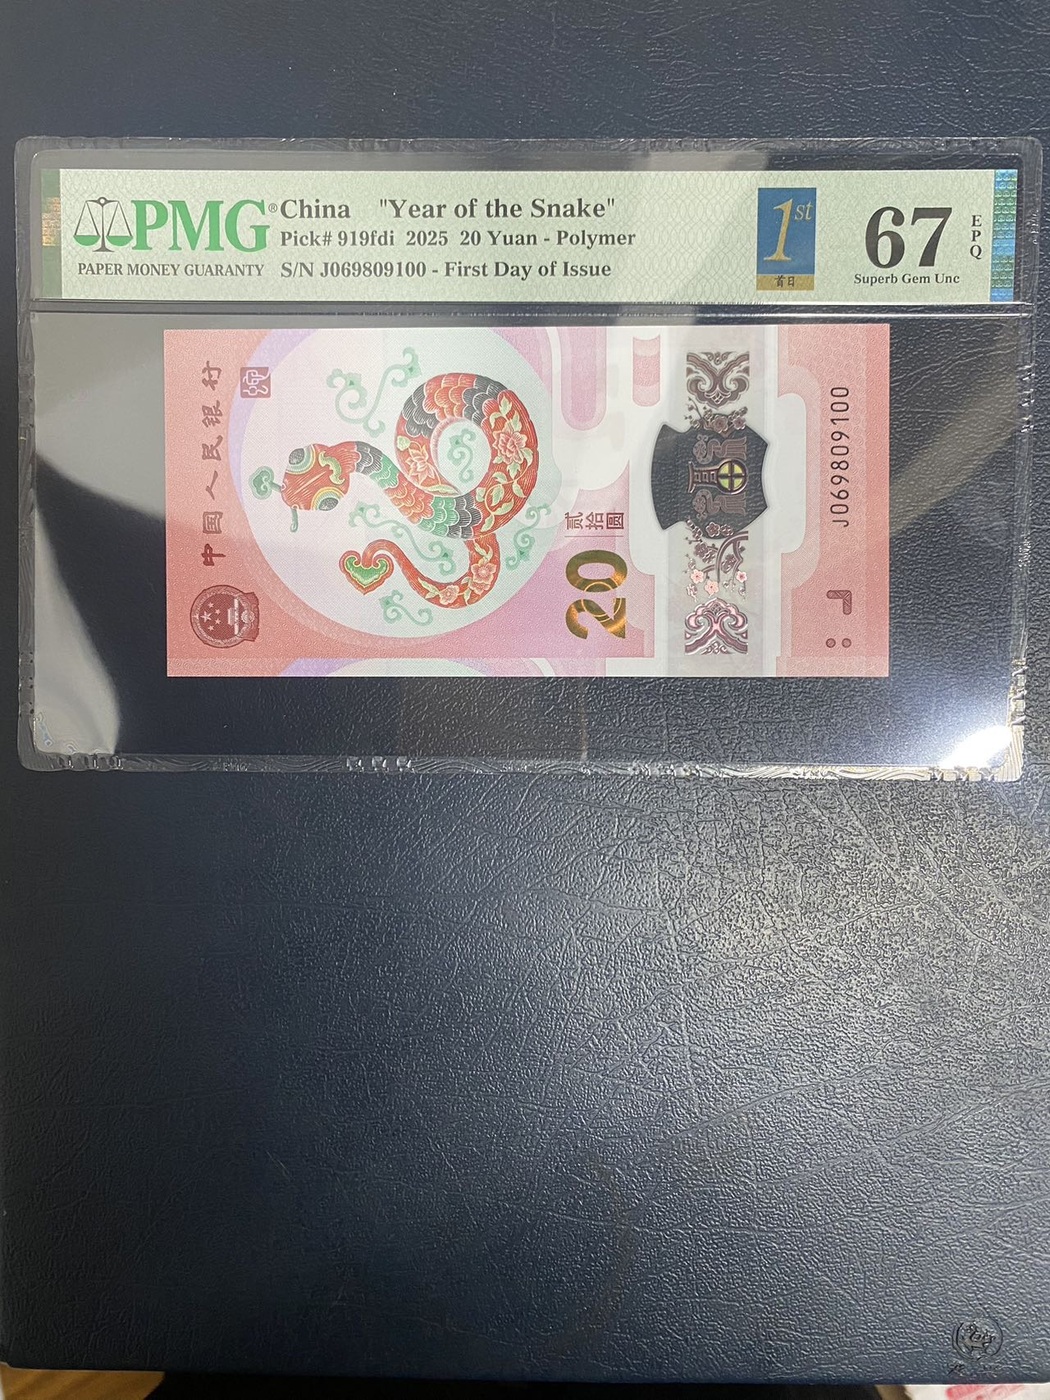 PMG®
PAPER MONEY GUARANTY
China "Year of the Snake"
Pick# 919fdi 2025 20 Yuan - Polymer
S/N J069809100 - First Day of Issue
1st
首日
67
EPQ
Superb Gem Unc
中国人民银行
贰拾圆
20
J069809100